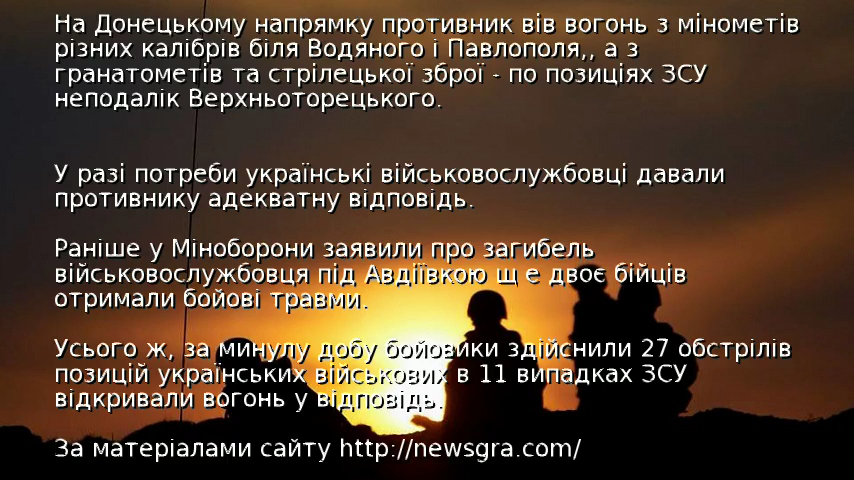 На Донецькому напрямку противник вів вогонь з мінометів
різних калібрів біля Водяного і Павлополя,, а з
гранатометів та стрілецької зброї - по позиціях ЗСУ
неподалік Верхньоторецького.
У разі потреби українські військовослужбовці давали
противнику адекватну відповідь.
Раніше у Міноборони заявили про загибель
військовослужбовця під Авдіївкою щ е двоє бійців
отримали бойові травми.
Усього ж, за минулу добу бойовики здійснили 27 обстрілів
позицій українських військових в 11 випадках ЗСУ
відкривали вогонь у відповідь.
За матеріалами сайту http://newsgra.com/